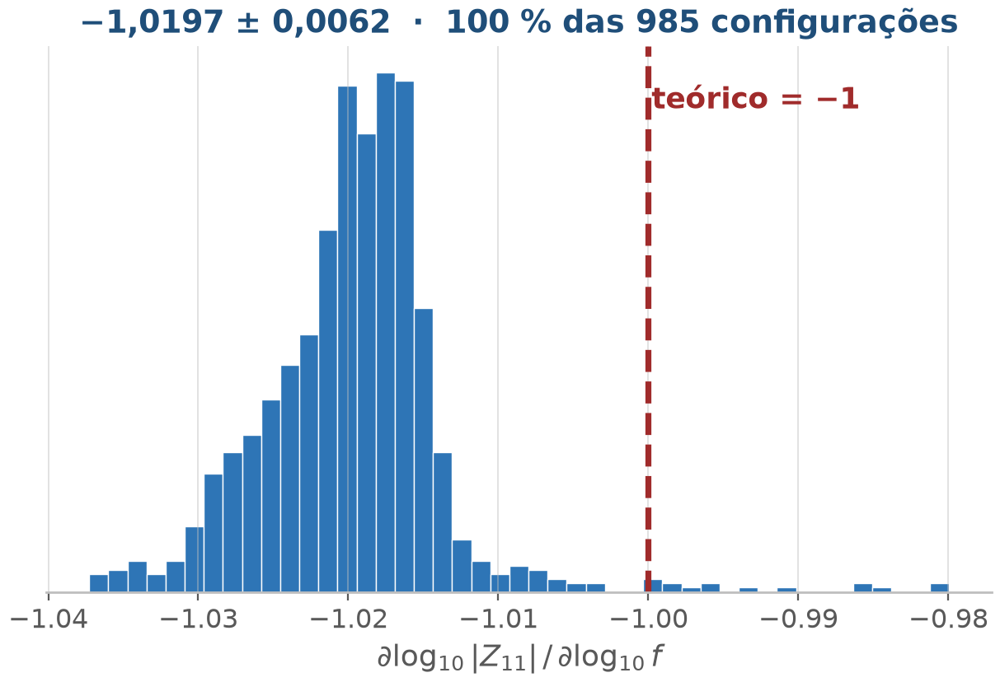 −1,0197 ± 0,0062 · 100 % das 985 configurações
teórico = −1
−1.04 −1.03 −1.02 −1.01 −1.00 −0.99 −0.98
∂log₁₀ |Z₁₁| / ∂log₁₀ f